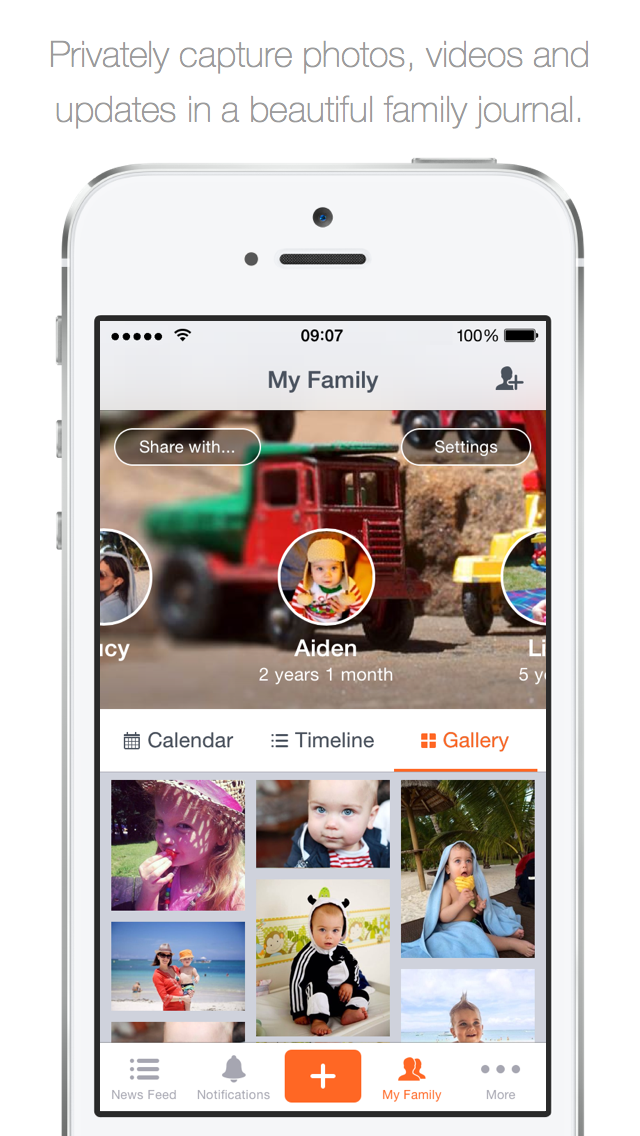 Privately capture photos, videos and
updates in a beautiful family journal.
09:07
100%
My Family
Share with...
Settings
ucy
Aiden
Li
2 years 1 month
5 y
Calendar
Timeline
Gallery
News Feed
Notifications
My Family
More